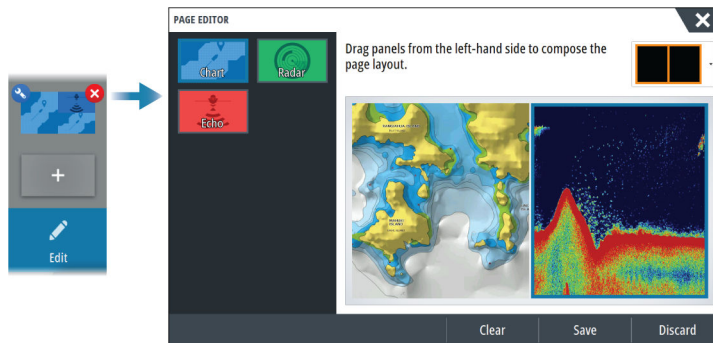 PAGE EDITOR
Chart
Radar
Echo
Drag panels from the left-hand side to compose the
page layout.
Edit
Clear
Save
Discard